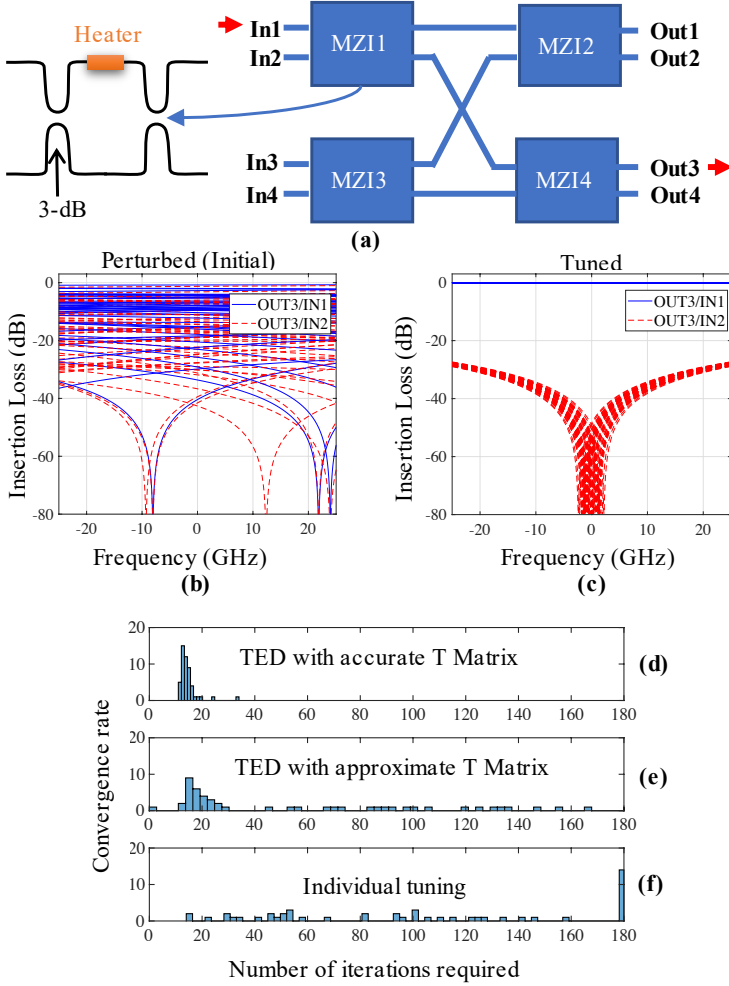 Heater
3-dB
In1
In2
In3
In4
MZI1
MZI2
MZI3
MZI4
Out1
Out2
Out3
Out4
(a)
Perturbed (Initial)
Insertion Loss (dB)
0
-20
-40
-60
-80
OUT3/IN1
OUT3/IN2
-20 -10 0 10 20
Frequency (GHz)
(b)
Tuned
Insertion Loss (dB)
0
-20
-40
-60
-80
OUT3/IN1
OUT3/IN2
-20 -10 0 10 20
Frequency (GHz)
(c)
Convergence rate
20
10
0
TED with accurate T Matrix
(d)
0 20 40 60 80 100 120 140 160 180
20
10
0
TED with approximate T Matrix
(e)
0 20 40 60 80 100 120 140 160 180
20
10
0
Individual tuning
(f)
0 20 40 60 80 100 120 140 160 180
Number of iterations required